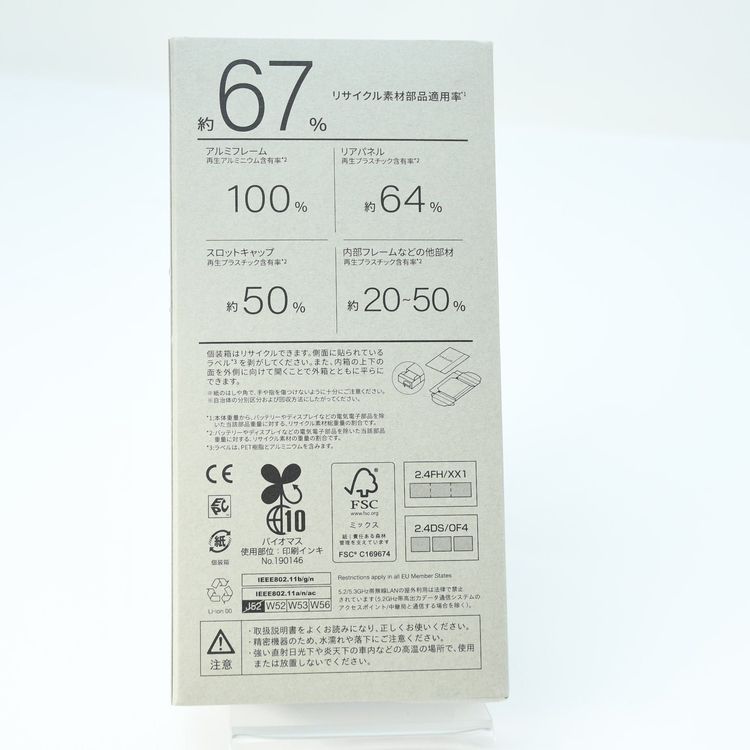 約67% リサイクル素材部品適用率*1
アルミフレーム
再生アルミニウム含有率*2
100%
リアパネル
再生プラスチック含有率*2
約64%
スロットキャップ
再生プラスチック含有率*2
約50%
内部フレームなどの他部材
再生プラスチック含有率*2
約20~50%
個装箱はリサイクルできます。側面に貼られている
ラベル*3を剥がしてください。また、内箱の上下の
面を外側に向けて開くことで外箱とともに平らに
できます。
※紙のはしや角で、手や指を傷つけないように十分にご注意ください。
※自治体の分別区分および回収方法にしたがってください。
*1:本体重量から、バッテリーやディスプレイなどの電気電子部品を除
いた当該部品重量に対する、リサイクル素材総重量の割合です。
*2:バッテリーやディスプレイなどの電気電子部品を除いた当該部品
重量に対する、リサイクル素材の重量の割合です。
*3:ラベルは、PET樹脂とアルミニウムを含みます。
CE
紙
個装箱
Li-ion 00
10
バイオマス
使用部位:印刷インキ
No.190146
FSC
www.fsc.org
ミックス
紙|責任ある森林
管理を支えています
FSC® C169674
2.4FH/XX1
2.4DS/OF4
IEEE802.11b/g/n
IEEE802.11a/n/ac
J52 W52 W53 W56
Restrictions apply in all EU Member States
5.2/5.3GHz帯無線LANの屋外利用は法律で禁止
されています(5.2GHz帯高出力データ通信システムの
アクセスポイント/中継局と通信する場合を除く)。
注意
・取扱説明書をよくお読みになり、正しくお使いください。
・精密機器のため、水濡れや落下にご注意ください。
・強い直射日光下や炎天下の車内などの高温の場所で、使用
または放置しないでください。